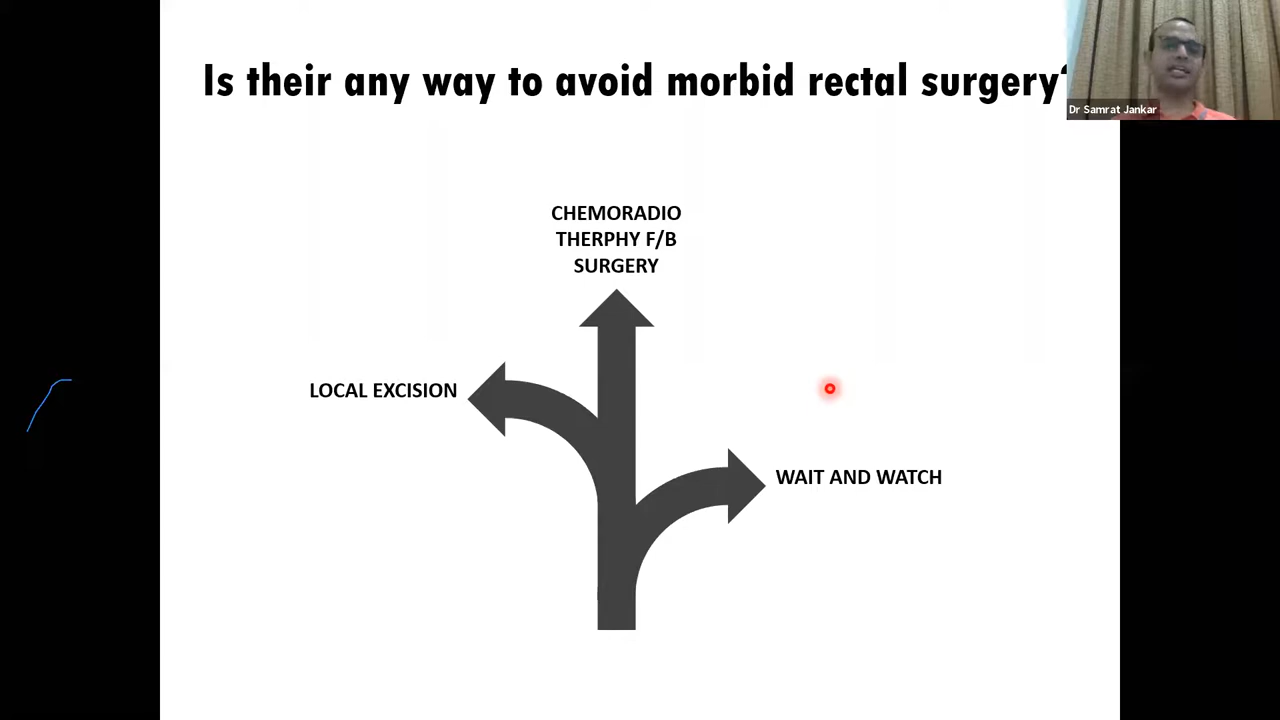 Is their any way to avoid morbid rectal surgery?
Dr Samrat Jankar
CHEMORADIO
THERPHY F/B
SURGERY
LOCAL EXCISION
WAIT AND WATCH